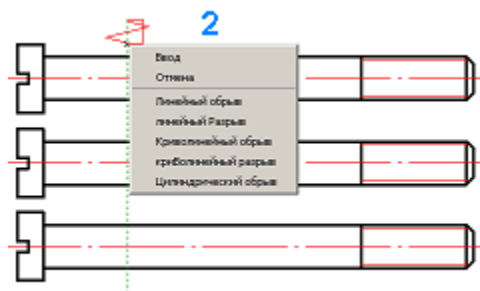 2
Ввод
Отмена
Линейный обрыв
линейный Разрыв
Криволинейный обрыв
криволинейный разрыв
Цилиндрический обрыв